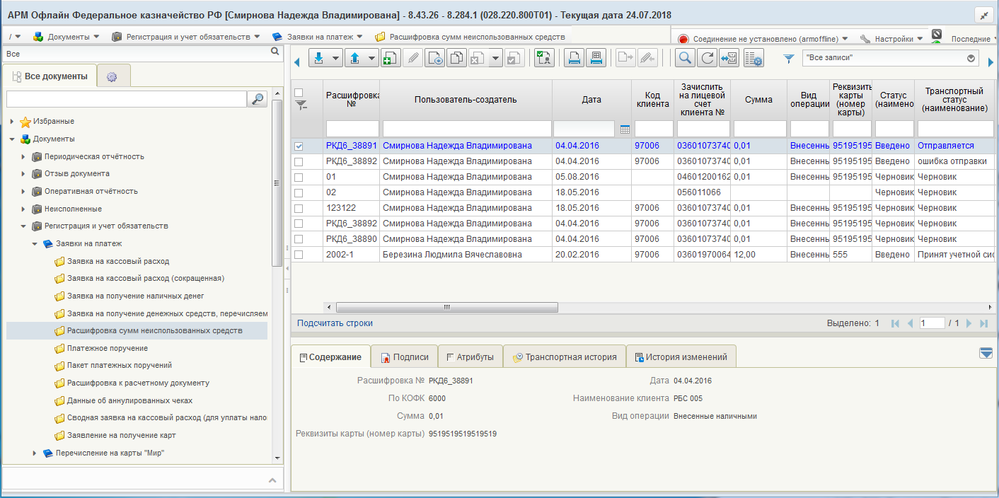 АРМ Офлайн Федеральное казначейство РФ [Смирнова Надежда Владимировна] - 8.43.26 - 8.284.1 (028.220.800T01) - Текущая дата 24.07.2018
/ Документы Регистрация и учет обязательств Заявки на платеж Расшифровка сумм неиспользованных средств
Соединение не установлено (armoffline) Настройки Последние
Все
"Все записи"
Все документы
Избранные
Документы
Периодическая отчётность
Отзыв документа
Оперативная отчётность
Неисполненные
Регистрация и учет обязательств
Заявки на платеж
Заявка на кассовый расход
Заявка на кассовый расход (сокращенная)
Заявка на получение наличных денег
Заявка на получение денежных средств, перечисляем
Расшифровка сумм неиспользованных средств
Платежное поручение
Пакет платежных поручений
Расшифровка к расчетному документу
Данные об аннулированных чеках
Сводная заявка на кассовый расход (для уплаты нало
Заявление на получение карт
Перечисление на карты "Мир"
Расшифровка № Пользователь-создатель Дата Код клиента Зачислить на лицевой счет клиента № Сумма Вид операции Реквизиты карты (номер карты) Статус (наимено Транспортный статус (наименование)
РКД6_38891 Смирнова Надежда Владимировна 04.04.2016 97006 03601073740 0,01 Внесеннь 95195195 Введено Отправляется
РКД6_38892 Смирнова Надежда Владимировна 04.04.2016 97006 03601073740 0,01 Внесеннь 95195195 Введено ошибка отправки
01 Смирнова Надежда Владимировна 05.08.2016 04601200162 0,01 Внесеннь 95195195 Черновик Черновик
02 Смирнова Надежда Владимировна 18.05.2016 056011066 Черновик Черновик
123122 Смирнова Надежда Владимировна 18.05.2016 97006 03601073740 0,01 Внесеннь 95195195 Черновик Черновик
РКД6_38892 Смирнова Надежда Владимировна 04.04.2016 97006 03601073740 0,01 Внесеннь 95195195 Черновик Черновик
РКД6_38890 Смирнова Надежда Владимировна 04.04.2016 97006 03601073740 0,01 Внесеннь 95195195 Черновик Черновик
2002-1 Березина Людмила Вячеславовна 20.02.2016 97006 03601970064 12,00 Внесеннь 555 Введено Принят учетной сис
Подсчитать строки Выделено: 1 1 / 1
Содержание Подписи Атрибуты Транспортная история История изменений
Расшифровка № РКД6_38891 Дата 04.04.2016
По КОФК 6000 Наименование клиента РБС 005
Сумма 0,01 Вид операции Внесенные наличными
Реквизиты карты (номер карты) 9519519519519519